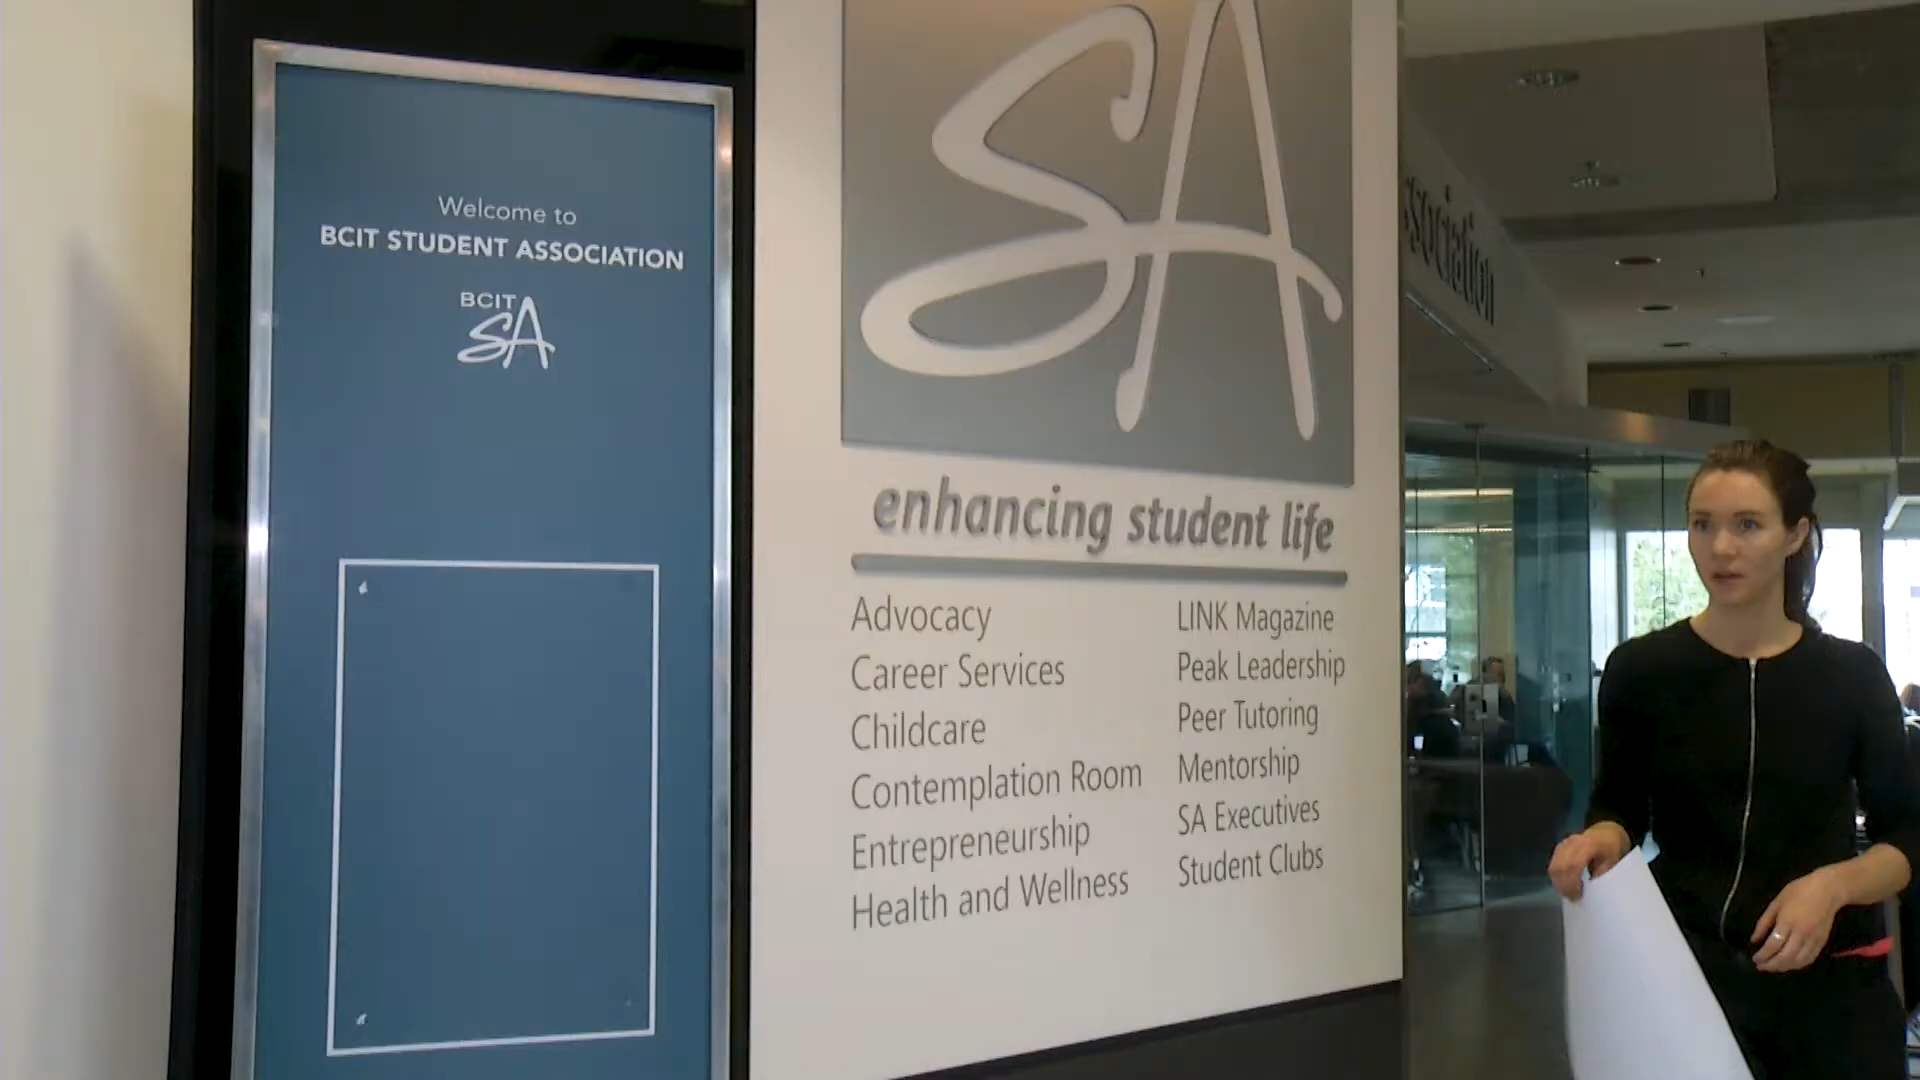 Welcome to
BCIT STUDENT ASSOCIATION
BCIT
SA
SA
enhancing student life
Advocacy
Career Services
Childcare
Contemplation Room
Entrepreneurship
Health and Wellness
LINK Magazine
Peak Leadership
Peer Tutoring
Mentorship
SA Executives
Student Clubs
ssociation